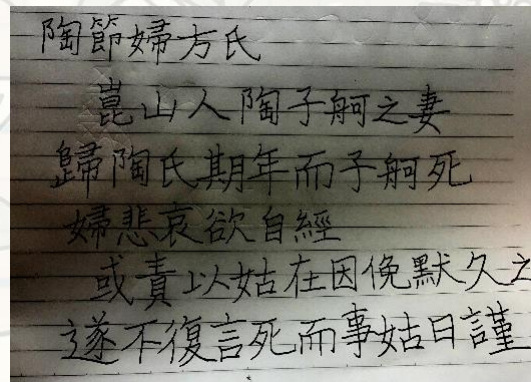 陶節婦方氏
崑山人陶子舸之妻
歸陶氏期年而子舸死
婦悲哀欲自經
或責以姑在因俛默久之
遂不復言死而事姑日謹